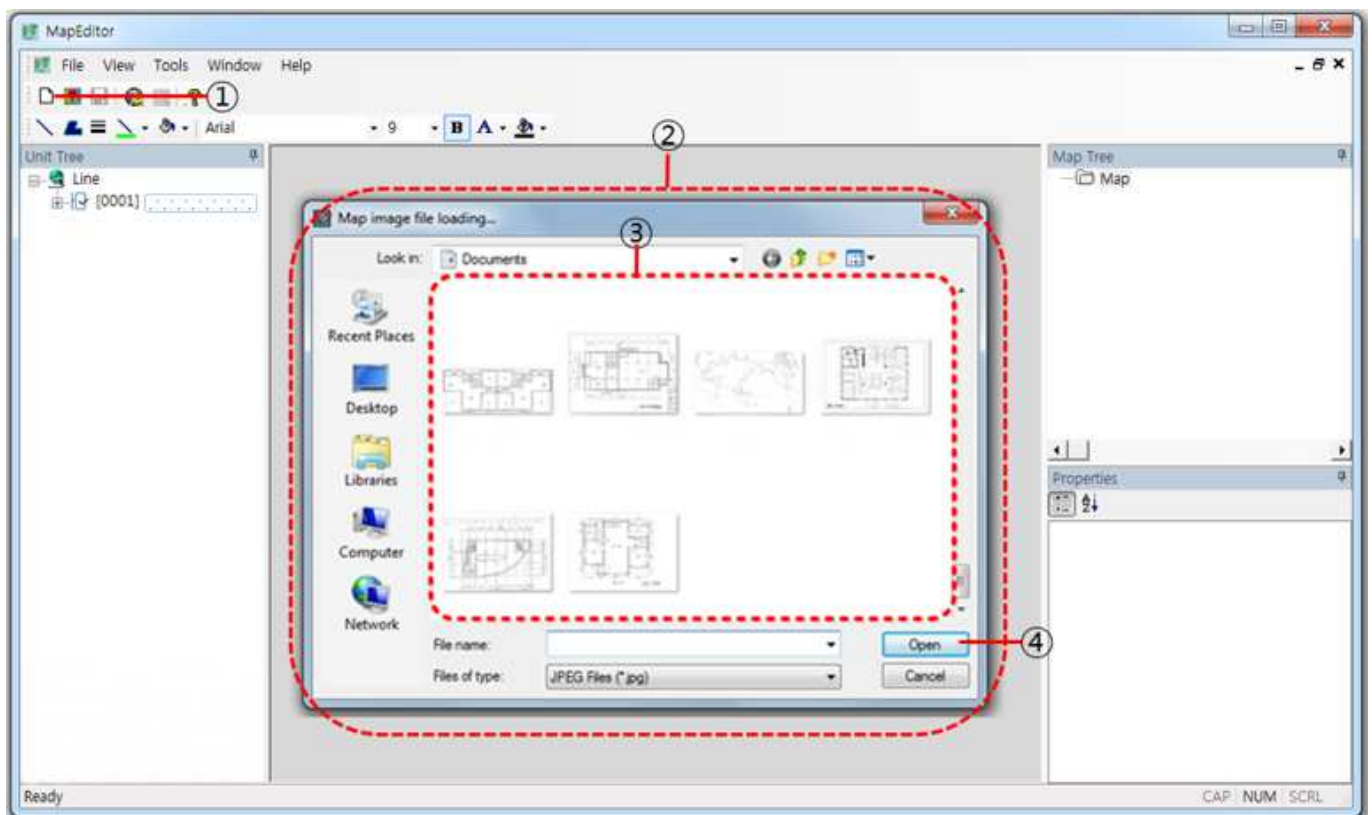 MapEditor
File View Tools Window Help
①
Arial 9 B A
②
Unit Tree
Line
[0001]
Map Tree
Map
Map image file loading...
③
Look in: Documents
Recent Places
Desktop
Libraries
Computer
Network
File name: Open
④
Files of type: JPEG Files (*.jpg) Cancel
Properties
Ready CAP NUM SCRL